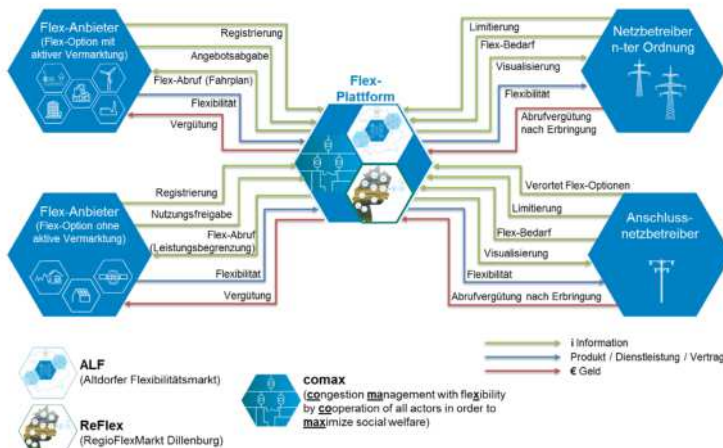 Flex-Anbieter
(Flex-Option mit
aktiver Vermarktung)
Registrierung
Angebotsabgabe
Flex-Abruf (Fahrplan)
Flexibilität
Vergütung
Flex-
Plattform
Limitierung
Flex-Bedarf
Visualisierung
Flexibilität
Abrufvergütung
nach Erbringung
Netzbetreiber
n-ter Ordnung
Flex-Anbieter
(Flex-Option ohne
aktive Vermarktung)
Registrierung
Nutzungsfreigabe
Flex-Abruf
(Leistungsbegrenzung)
Flexibilität
Vergütung
Verortet Flex-Optionen
Limitierung
Flex-Bedarf
Visualisierung
Flexibilität
Abrufvergütung nach Erbringung
Anschluss-
netzbetreiber
ALF
(Altdorfer Flexibilitätsmarkt)
ReFlex
(RegioFlexMarkt Dillenburg)
comax
(congestion management with flexibility
by cooperation of all actors in order to
maximize social welfare)
i Information
Produkt / Dienstleistung / Vertrag
€ Geld